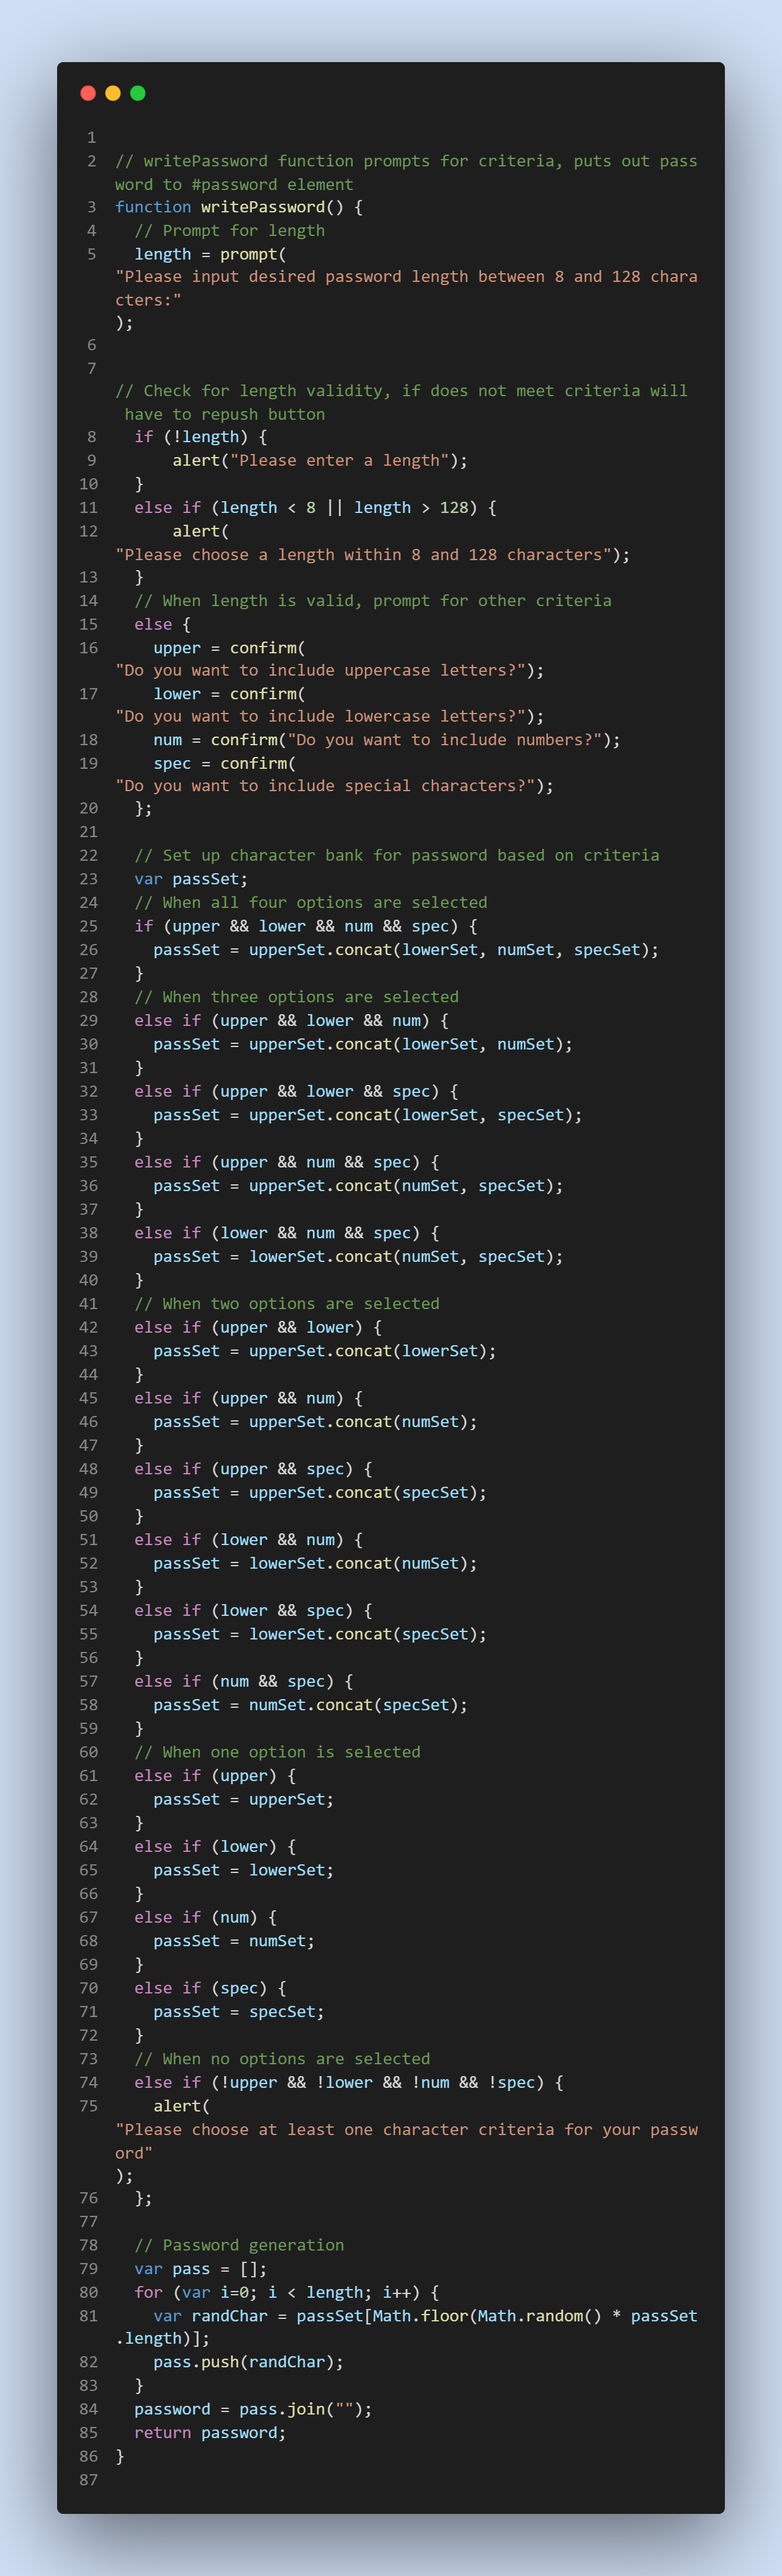 1
2 // writePassword function prompts for criteria, puts out pass
word to #password element
3 function writePassword() {
4   // Prompt for length
5   length = prompt(
"Please input desired password length between 8 and 128 chara
cters:"
);
6
7
// Check for length validity, if does not meet criteria will
 have to repush button
8   if (!length) {
9       alert("Please enter a length");
10   }
11   else if (length < 8 || length > 128) {
12       alert(
"Please choose a length within 8 and 128 characters");
13   }
14   // When length is valid, prompt for other criteria
15   else {
16     upper = confirm(
"Do you want to include uppercase letters?");
17     lower = confirm(
"Do you want to include lowercase letters?");
18     num = confirm("Do you want to include numbers?");
19     spec = confirm(
"Do you want to include special characters?");
20   };
21
22   // Set up character bank for password based on criteria
23   var passSet;
24   // When all four options are selected
25   if (upper && lower && num && spec) {
26     passSet = upperSet.concat(lowerSet, numSet, specSet);
27   }
28   // When three options are selected
29   else if (upper && lower && num) {
30     passSet = upperSet.concat(lowerSet, numSet);
31   }
32   else if (upper && lower && spec) {
33     passSet = upperSet.concat(lowerSet, specSet);
34   }
35   else if (upper && num && spec) {
36     passSet = upperSet.concat(numSet, specSet);
37   }
38   else if (lower && num && spec) {
39     passSet = lowerSet.concat(numSet, specSet);
40   }
41   // When two options are selected
42   else if (upper && lower) {
43     passSet = upperSet.concat(lowerSet);
44   }
45   else if (upper && num) {
46     passSet = upperSet.concat(numSet);
47   }
48   else if (upper && spec) {
49     passSet = upperSet.concat(specSet);
50   }
51   else if (lower && num) {
52     passSet = lowerSet.concat(numSet);
53   }
54   else if (lower && spec) {
55     passSet = lowerSet.concat(specSet);
56   }
57   else if (num && spec) {
58     passSet = numSet.concat(specSet);
59   }
60   // When one option is selected
61   else if (upper) {
62     passSet = upperSet;
63   }
64   else if (lower) {
65     passSet = lowerSet;
66   }
67   else if (num) {
68     passSet = numSet;
69   }
70   else if (spec) {
71     passSet = specSet;
72   }
73   // When no options are selected
74   else if (!upper && !lower && !num && !spec) {
75     alert(
"Please choose at least one character criteria for your passw
ord"
);
76   };
77
78   // Password generation
79   var pass = [];
80   for (var i=0; i < length; i++) {
81     var randChar = passSet[Math.floor(Math.random() * passSet
.length)];
82     pass.push(randChar);
83   }
84   password = pass.join("");
85   return password;
86 }
87